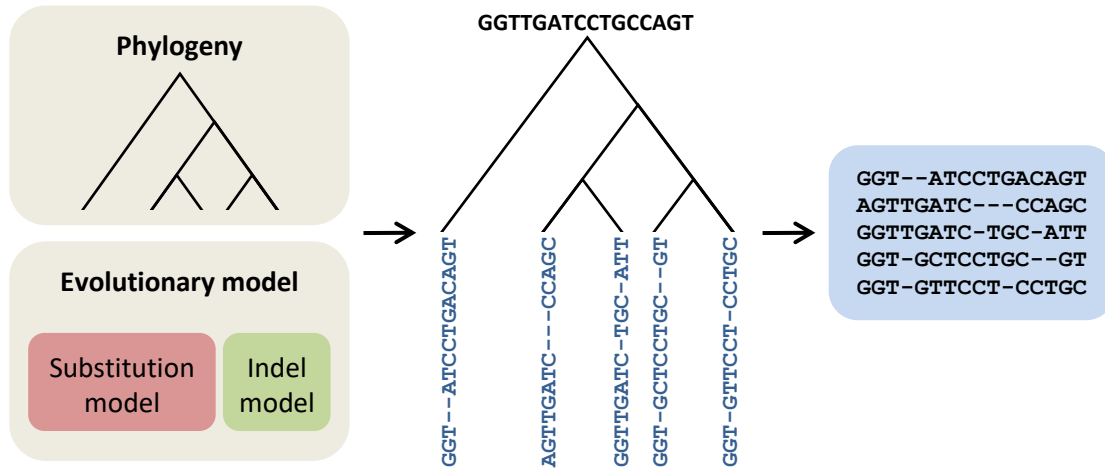 Phylogeny
Evolutionary model
Substitution
model
Indel
model
GGTTGATCCTGCCAGT
GGT--ATCCTGACAGT
AGTTGATC---CCAGC
GGTTGATC-TGC-ATT
GGT-GCTCCTGC--GT
GGT-GTTCCT-CCTGC
GGT--ATCCTGACAGT
AGTTGATC---CCAGC
GGTTGATC-TGC-ATT
GGT-GCTCCTGC--GT
GGT-GTTCCT-CCTGC